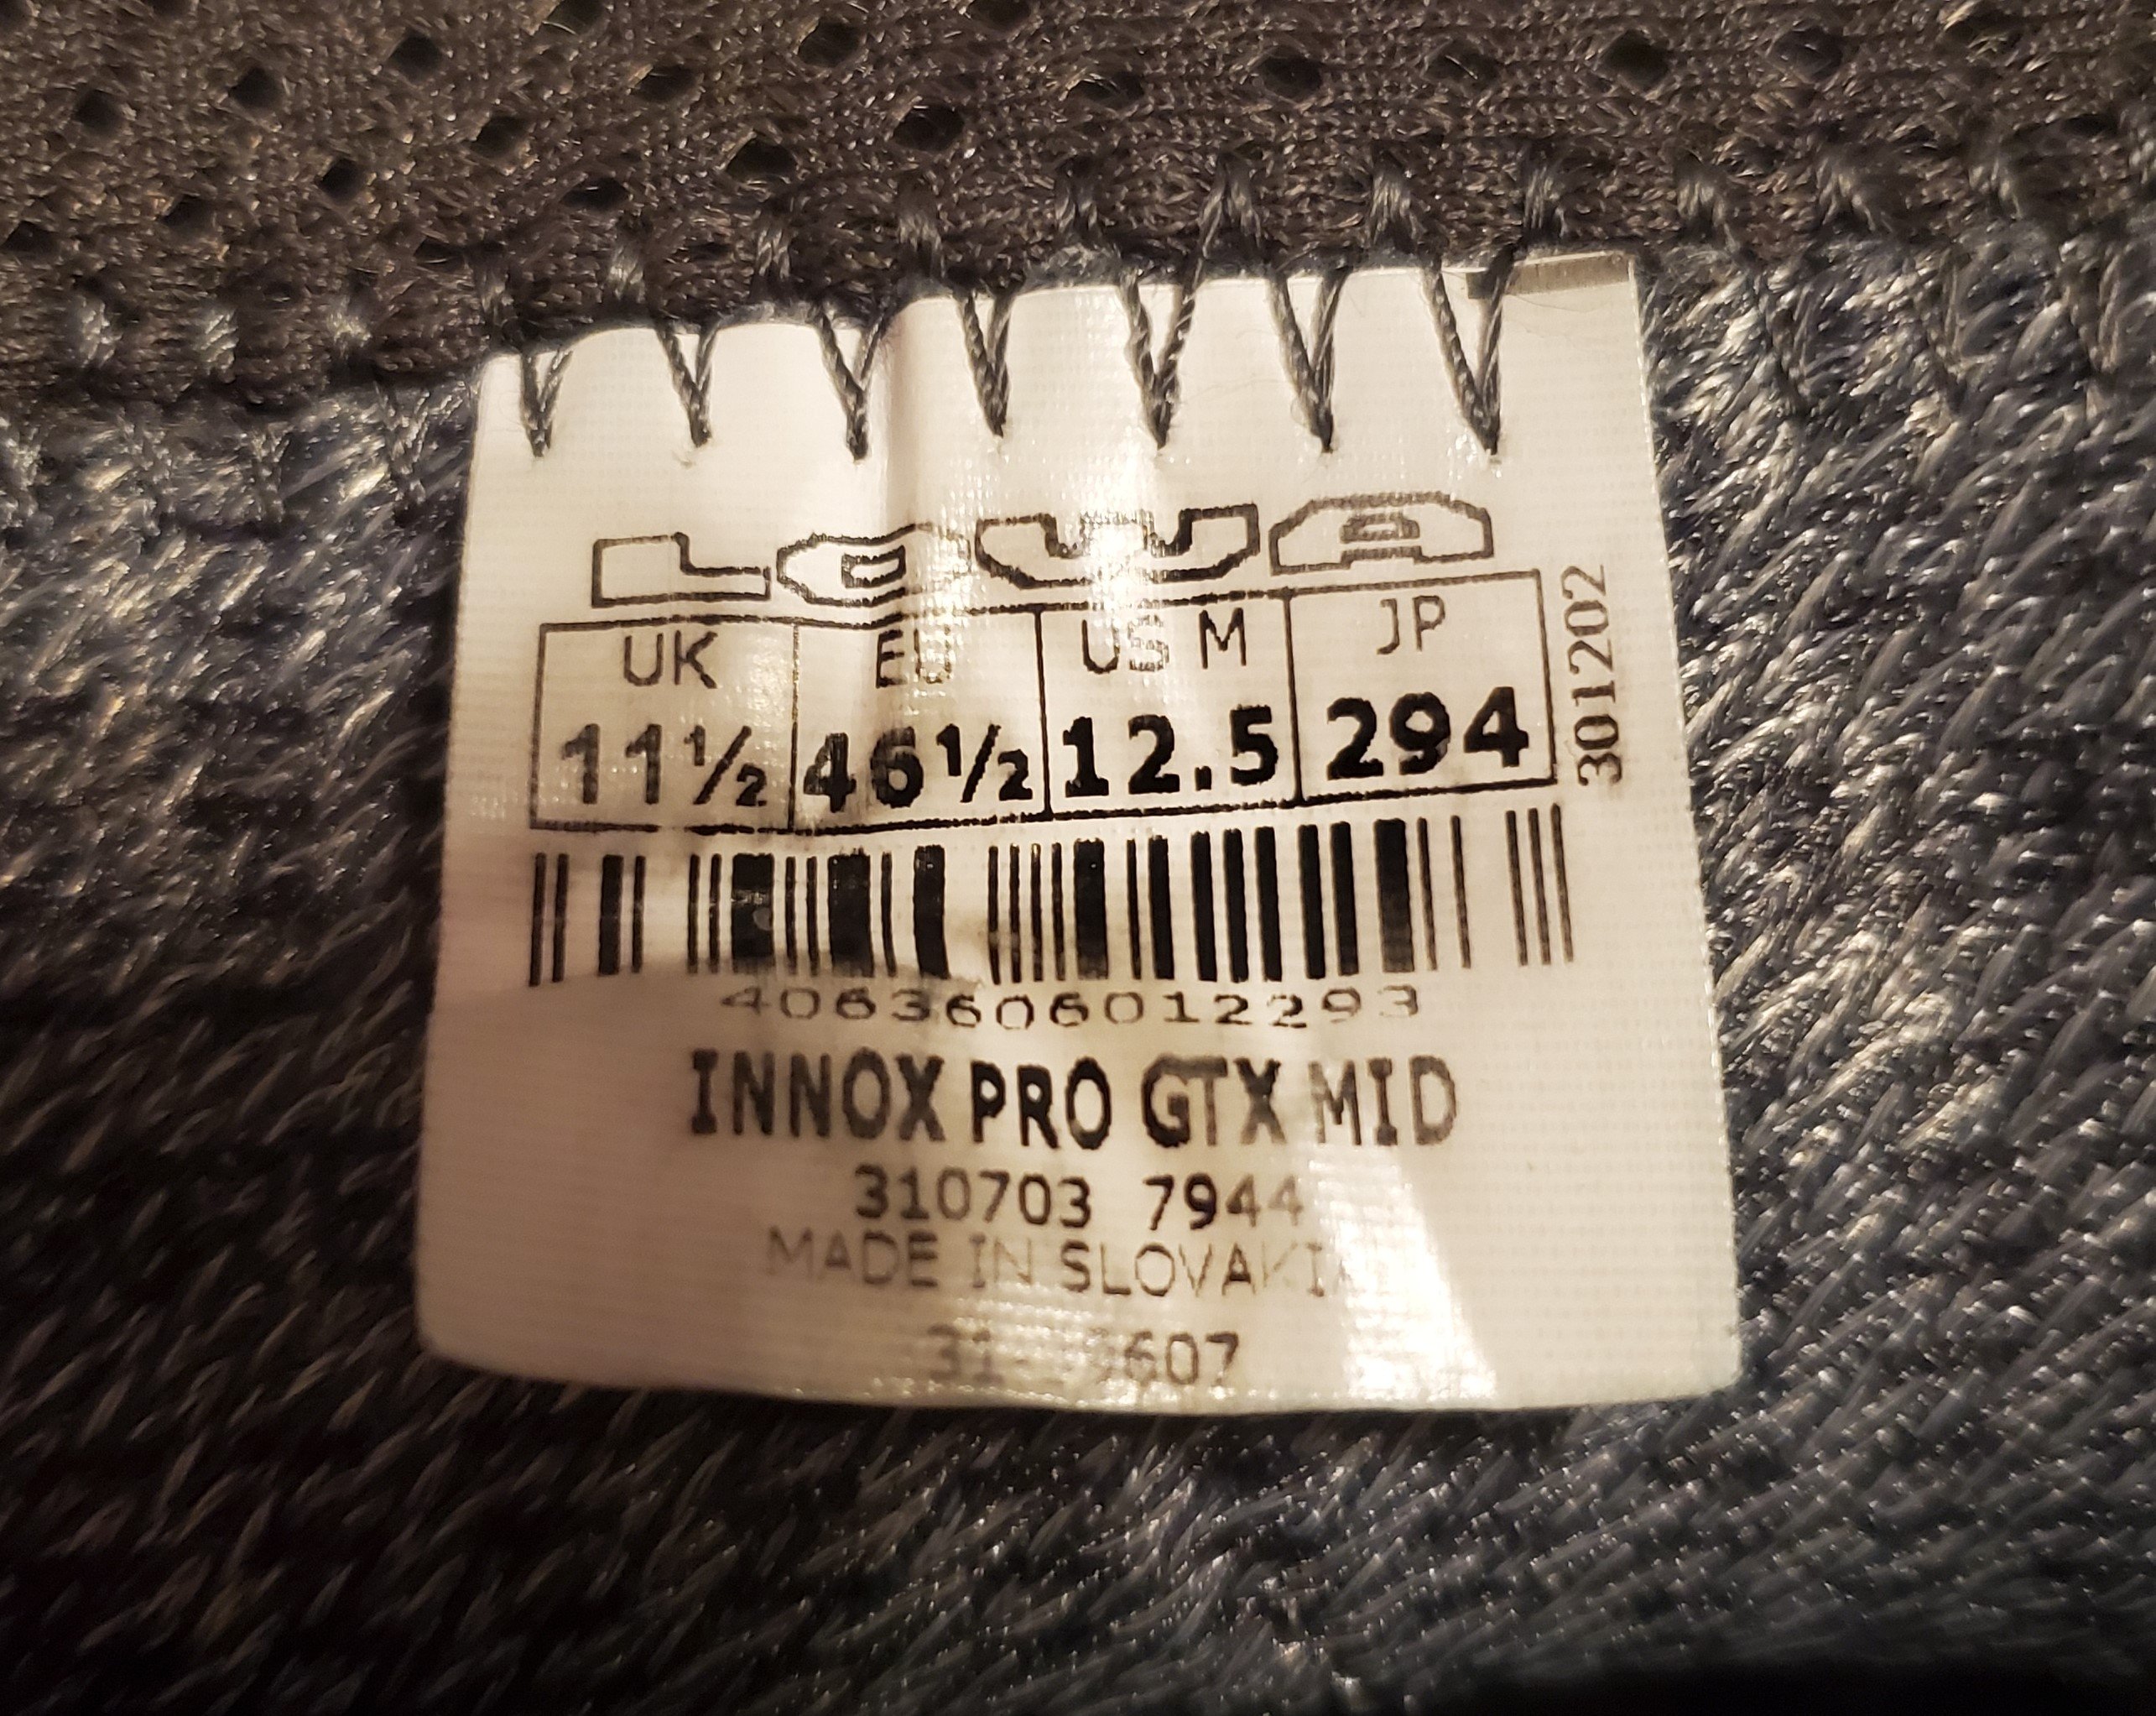 LOWA
UK EU US M JP
11½ 46½ 12.5 294
301202
4063606012293
INNOX PRO GTX MID
310703 7944
MADE IN SLOVAKIA